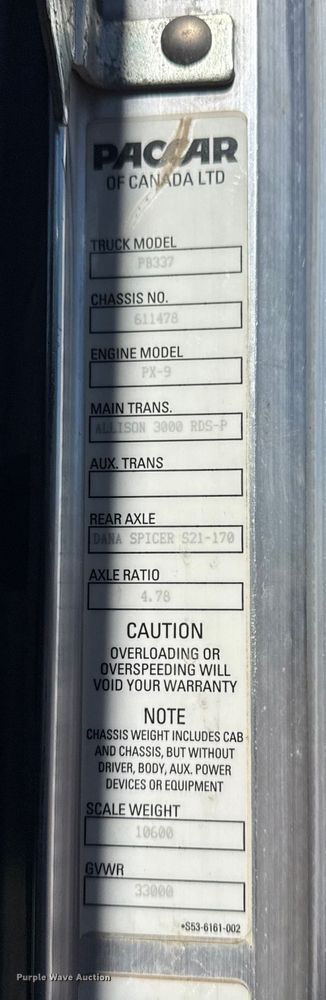 PACCAR
OF CANADA LTD
TRUCK MODEL
PB337
CHASSIS NO.
611478
ENGINE MODEL
PX-9
MAIN TRANS.
ALLISON 3000 RDS-P
AUX. TRANS
REAR AXLE
DANA SPICER S21-170
AXLE RATIO
4.78
CAUTION
OVERLOADING OR
OVERSPEEDING WILL
VOID YOUR WARRANTY
NOTE
CHASSIS WEIGHT INCLUDES CAB
AND CHASSIS, BUT WITHOUT
DRIVER, BODY, AUX. POWER
DEVICES OR EQUIPMENT
SCALE WEIGHT
10600
GVWR
33000
*S53-6161-002
Purple Wave Auction